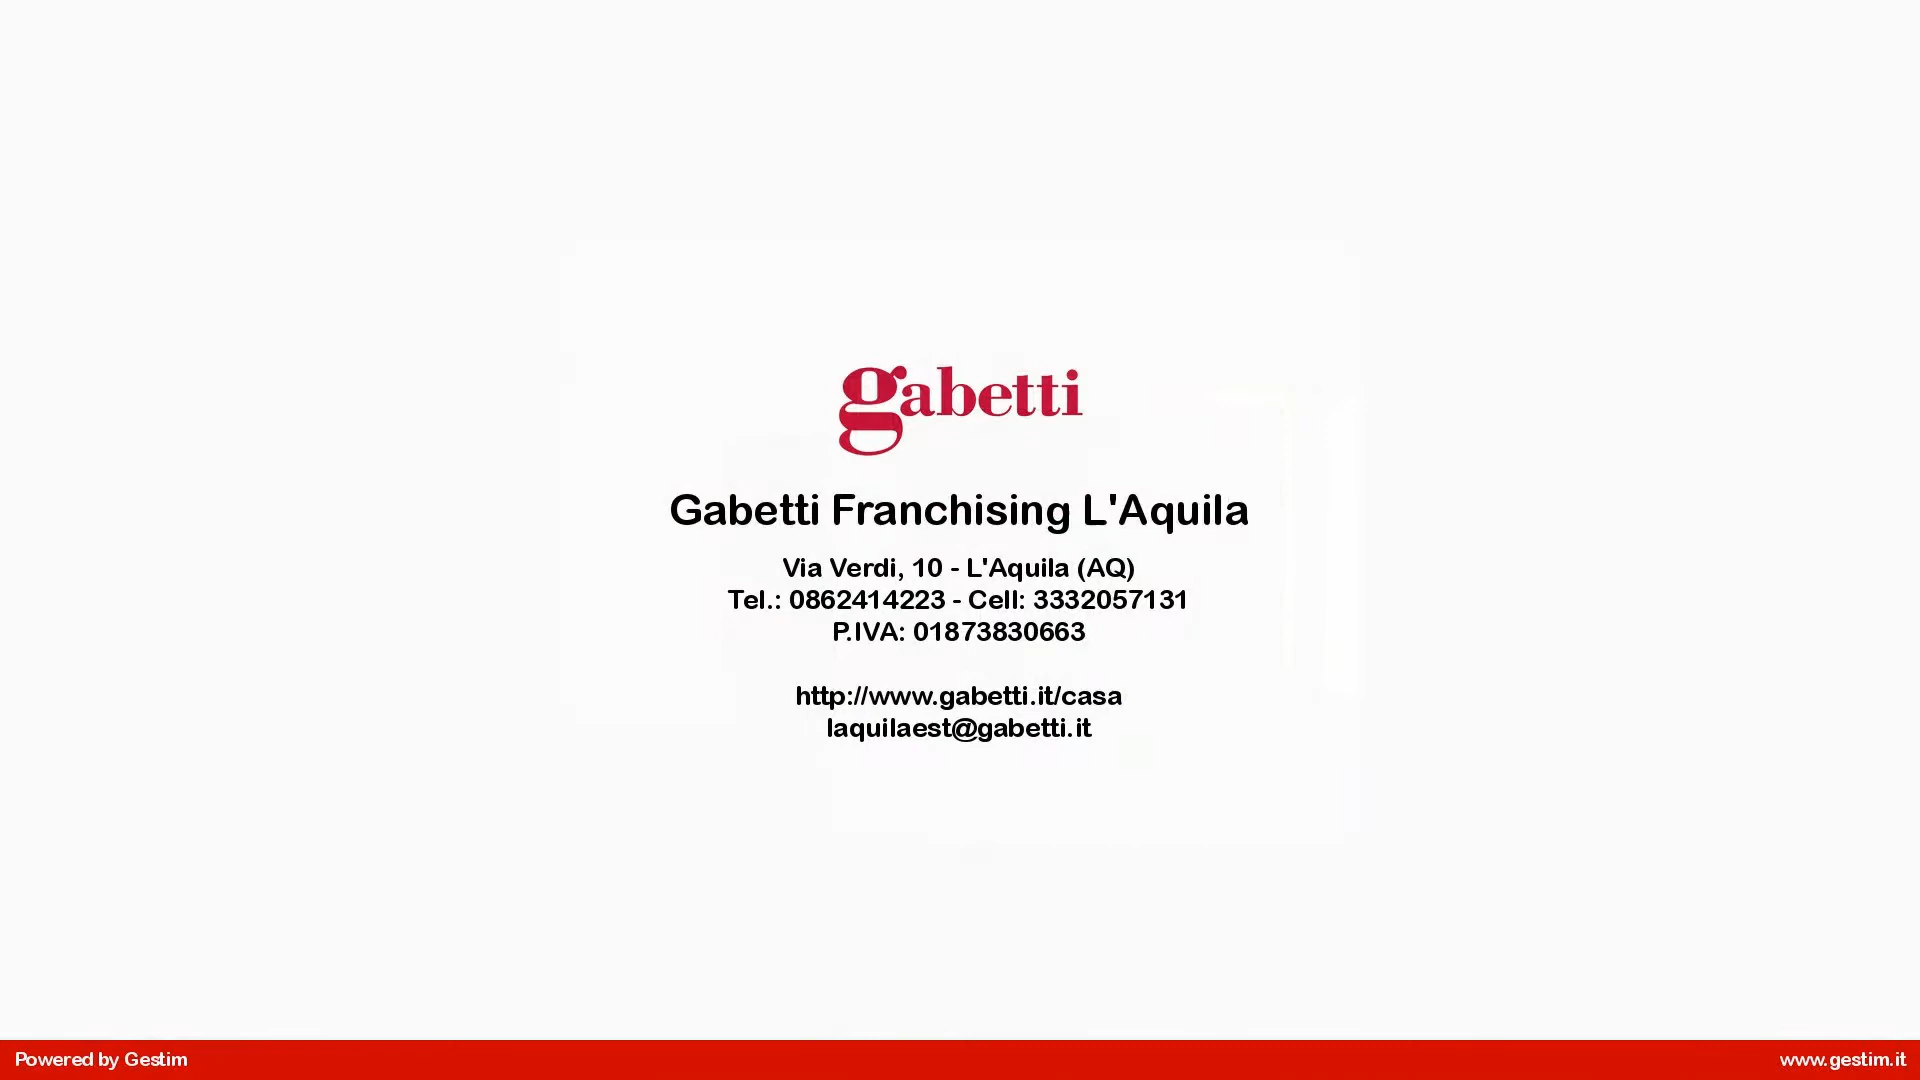 gabetti
Gabetti Franchising L'Aquila
Via Verdi, 10 - L'Aquila (AQ)
Tel.: 0862414223 - Cell: 3332057131
P.IVA: 01873830663
http://www.gabetti.it/casa
laquilaest@gabetti.it
Powered by Gestim
www.gestim.it